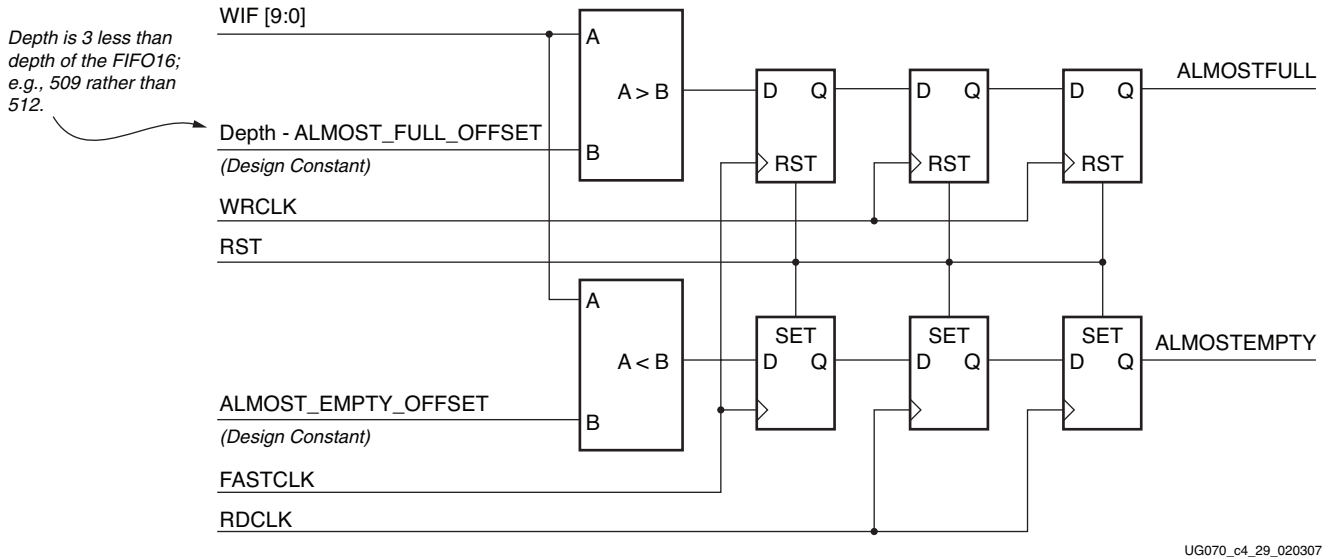 WIF [9:0]
Depth is 3 less than
depth of the FIFO16;
e.g., 509 rather than
512.
A
A > B
B
Depth - ALMOST_FULL_OFFSET
(Design Constant)
D Q
RST
D Q
RST
D Q
RST
ALMOSTFULL
WRCLK
RST
A
A < B
B
SET
D Q
SET
D Q
SET
D Q
ALMOSTEMPTY
ALMOST_EMPTY_OFFSET
(Design Constant)
FASTCLK
RDCLK
UG070_c4_29_020307